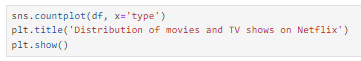 sns.countplot(df, x='type')
plt.title('Distribution of movies and TV shows on Netflix')
plt.show()